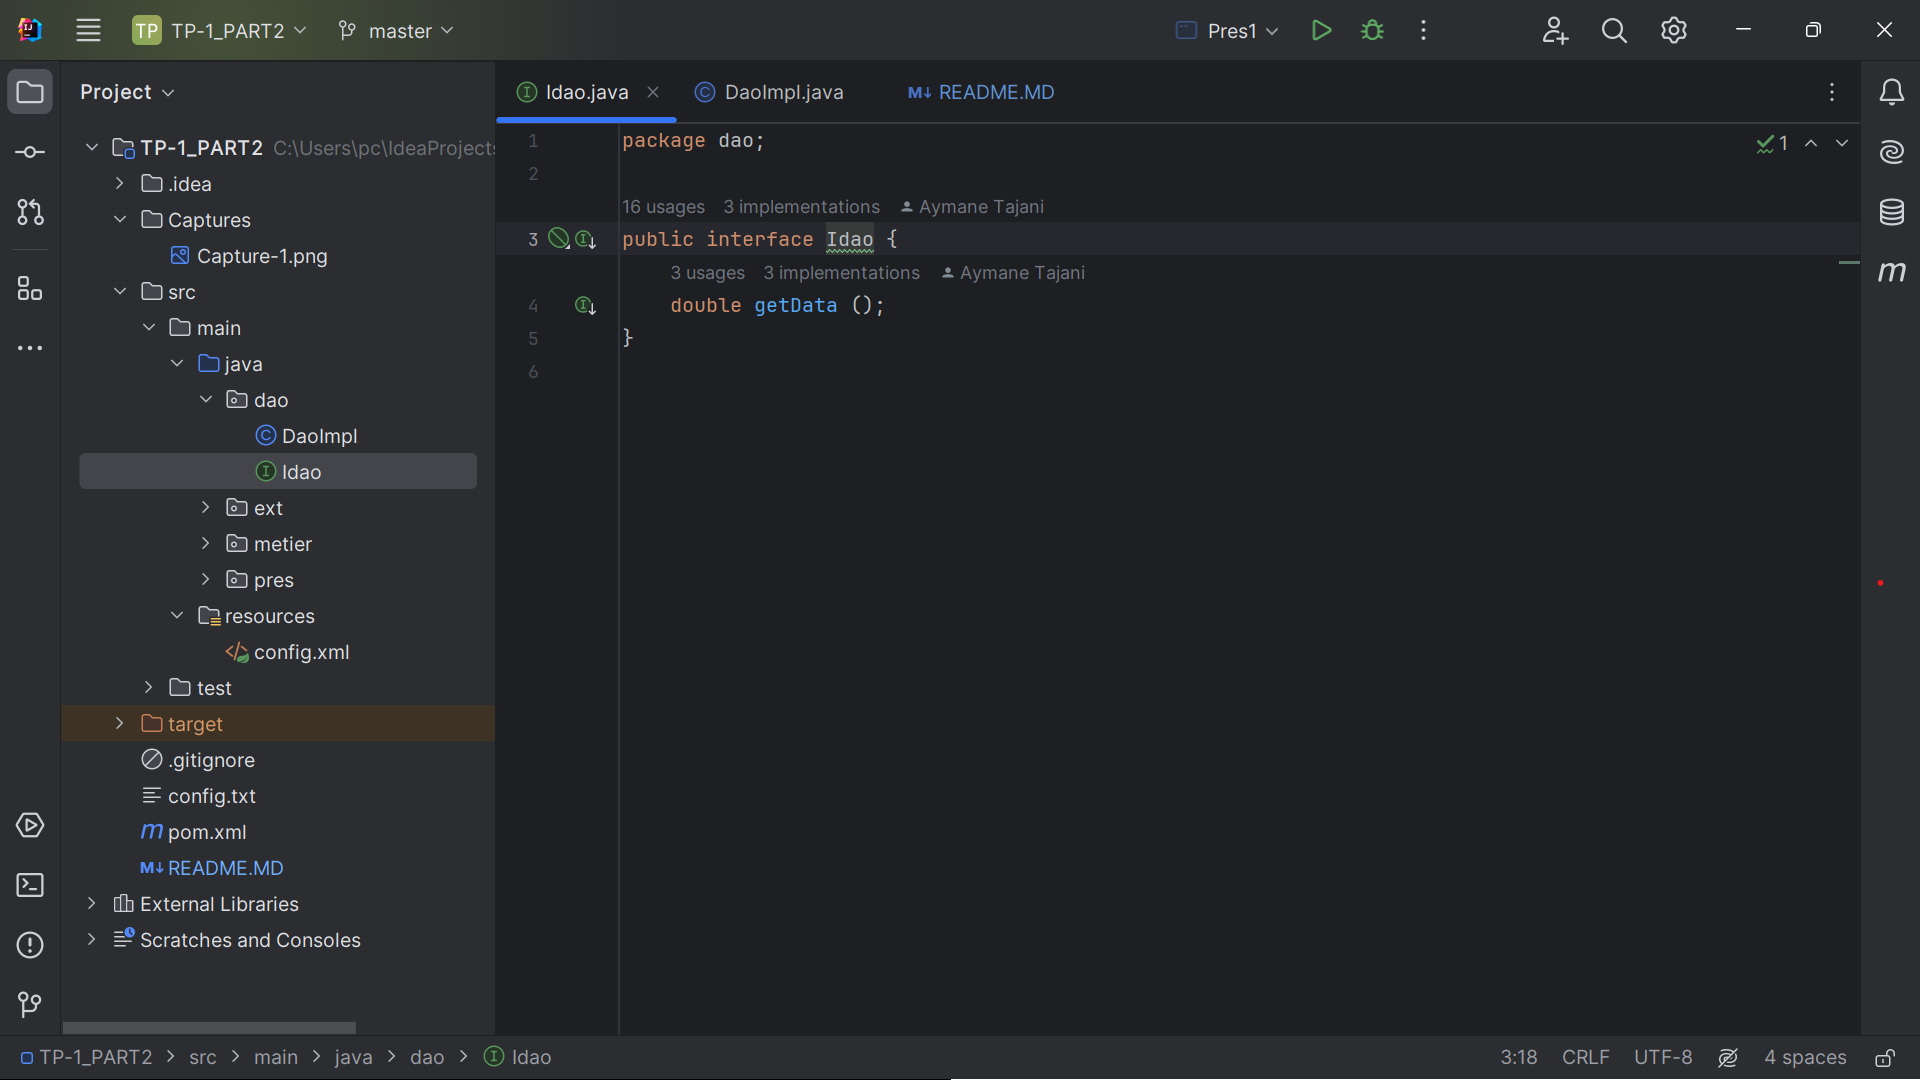 TP TP-1_PART2 master Pres1
Project
TP-1_PART2 C:\Users\pc\IdeaProjects
.idea
Captures
Capture-1.png
src
main
java
dao
DaoImpl
Idao
ext
metier
pres
resources
config.xml
test
target
.gitignore
config.txt
m pom.xml
M↓ README.MD
External Libraries
Scratches and Consoles
Idao.java DaoImpl.java M↓ README.MD
1 package dao;
1
2
16 usages 3 implementations Aymane Tajani
3 public interface Idao {
3 usages 3 implementations Aymane Tajani
4 double getData ();
5 }
6
m
TP-1_PART2 > src > main > java > dao > Idao
3:18 CRLF UTF-8 4 spaces